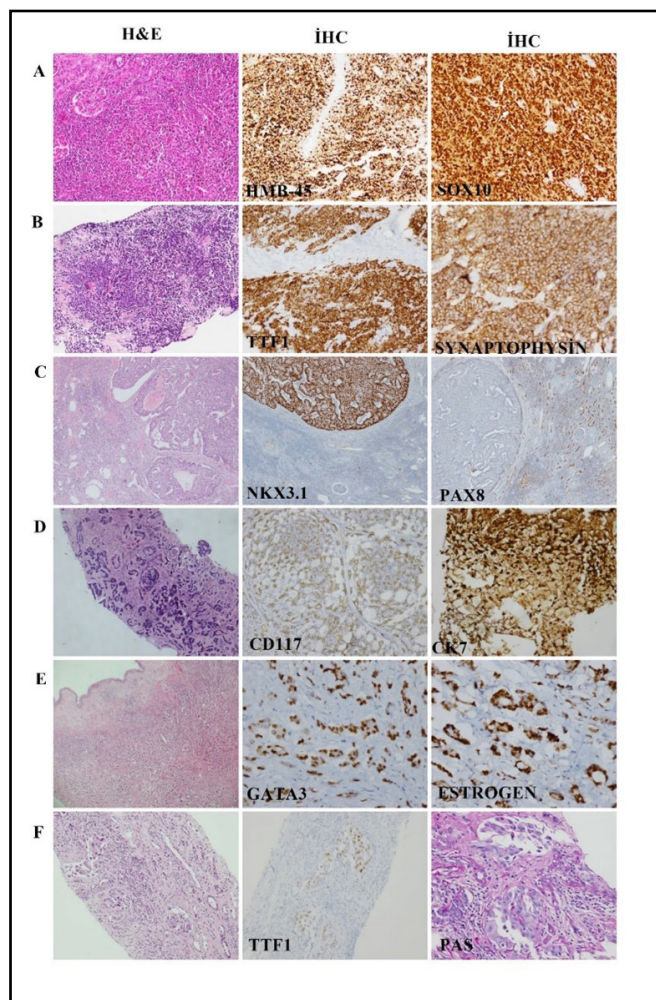 H&E İHC İHC
A
HMB-45 SOX10
B
TTF1 SYNAPTOPHYSİN
C
NKX3.1 PAX8
D
CD117 CK7
E
GATA3 ESTROGEN
F
TTF1 PAS